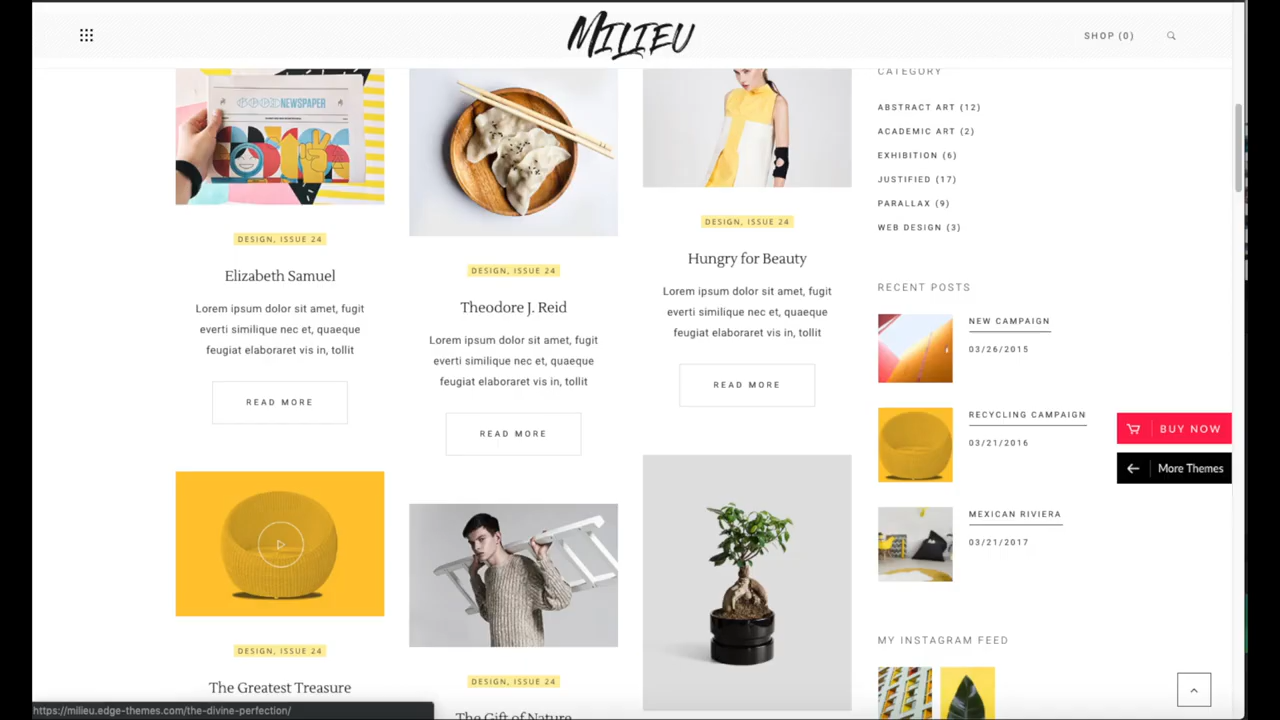 MILIEU
SHOP (0)
NEWSPAPER
DESIGN, ISSUE 24
Elizabeth Samuel
Lorem ipsum dolor sit amet, fugit
everti similique nec et, quaeque
feugiat elaboraret vis in, tollit
READ MORE
DESIGN, ISSUE 24
The Greatest Treasure
DESIGN, ISSUE 24
Theodore J. Reid
Lorem ipsum dolor sit amet, fugit
everti similique nec et, quaeque
feugiat elaboraret vis in, tollit
READ MORE
DESIGN, ISSUE 24
The Gift of Nature
DESIGN, ISSUE 24
Hungry for Beauty
Lorem ipsum dolor sit amet, fugit
everti similique nec et, quaeque
feugiat elaboraret vis in, tollit
READ MORE
CATEGORY
ABSTRACT ART (12)
ACADEMIC ART (2)
EXHIBITION (6)
JUSTIFIED (17)
PARALLAX (9)
WEB DESIGN (3)
RECENT POSTS
NEW CAMPAIGN
03/26/2015
RECYCLING CAMPAIGN
03/21/2016
MEXICAN RIVIERA
03/21/2017
MY INSTAGRAM FEED
BUY NOW
More Themes
https://milieu.edge-themes.com/the-divine-perfection/